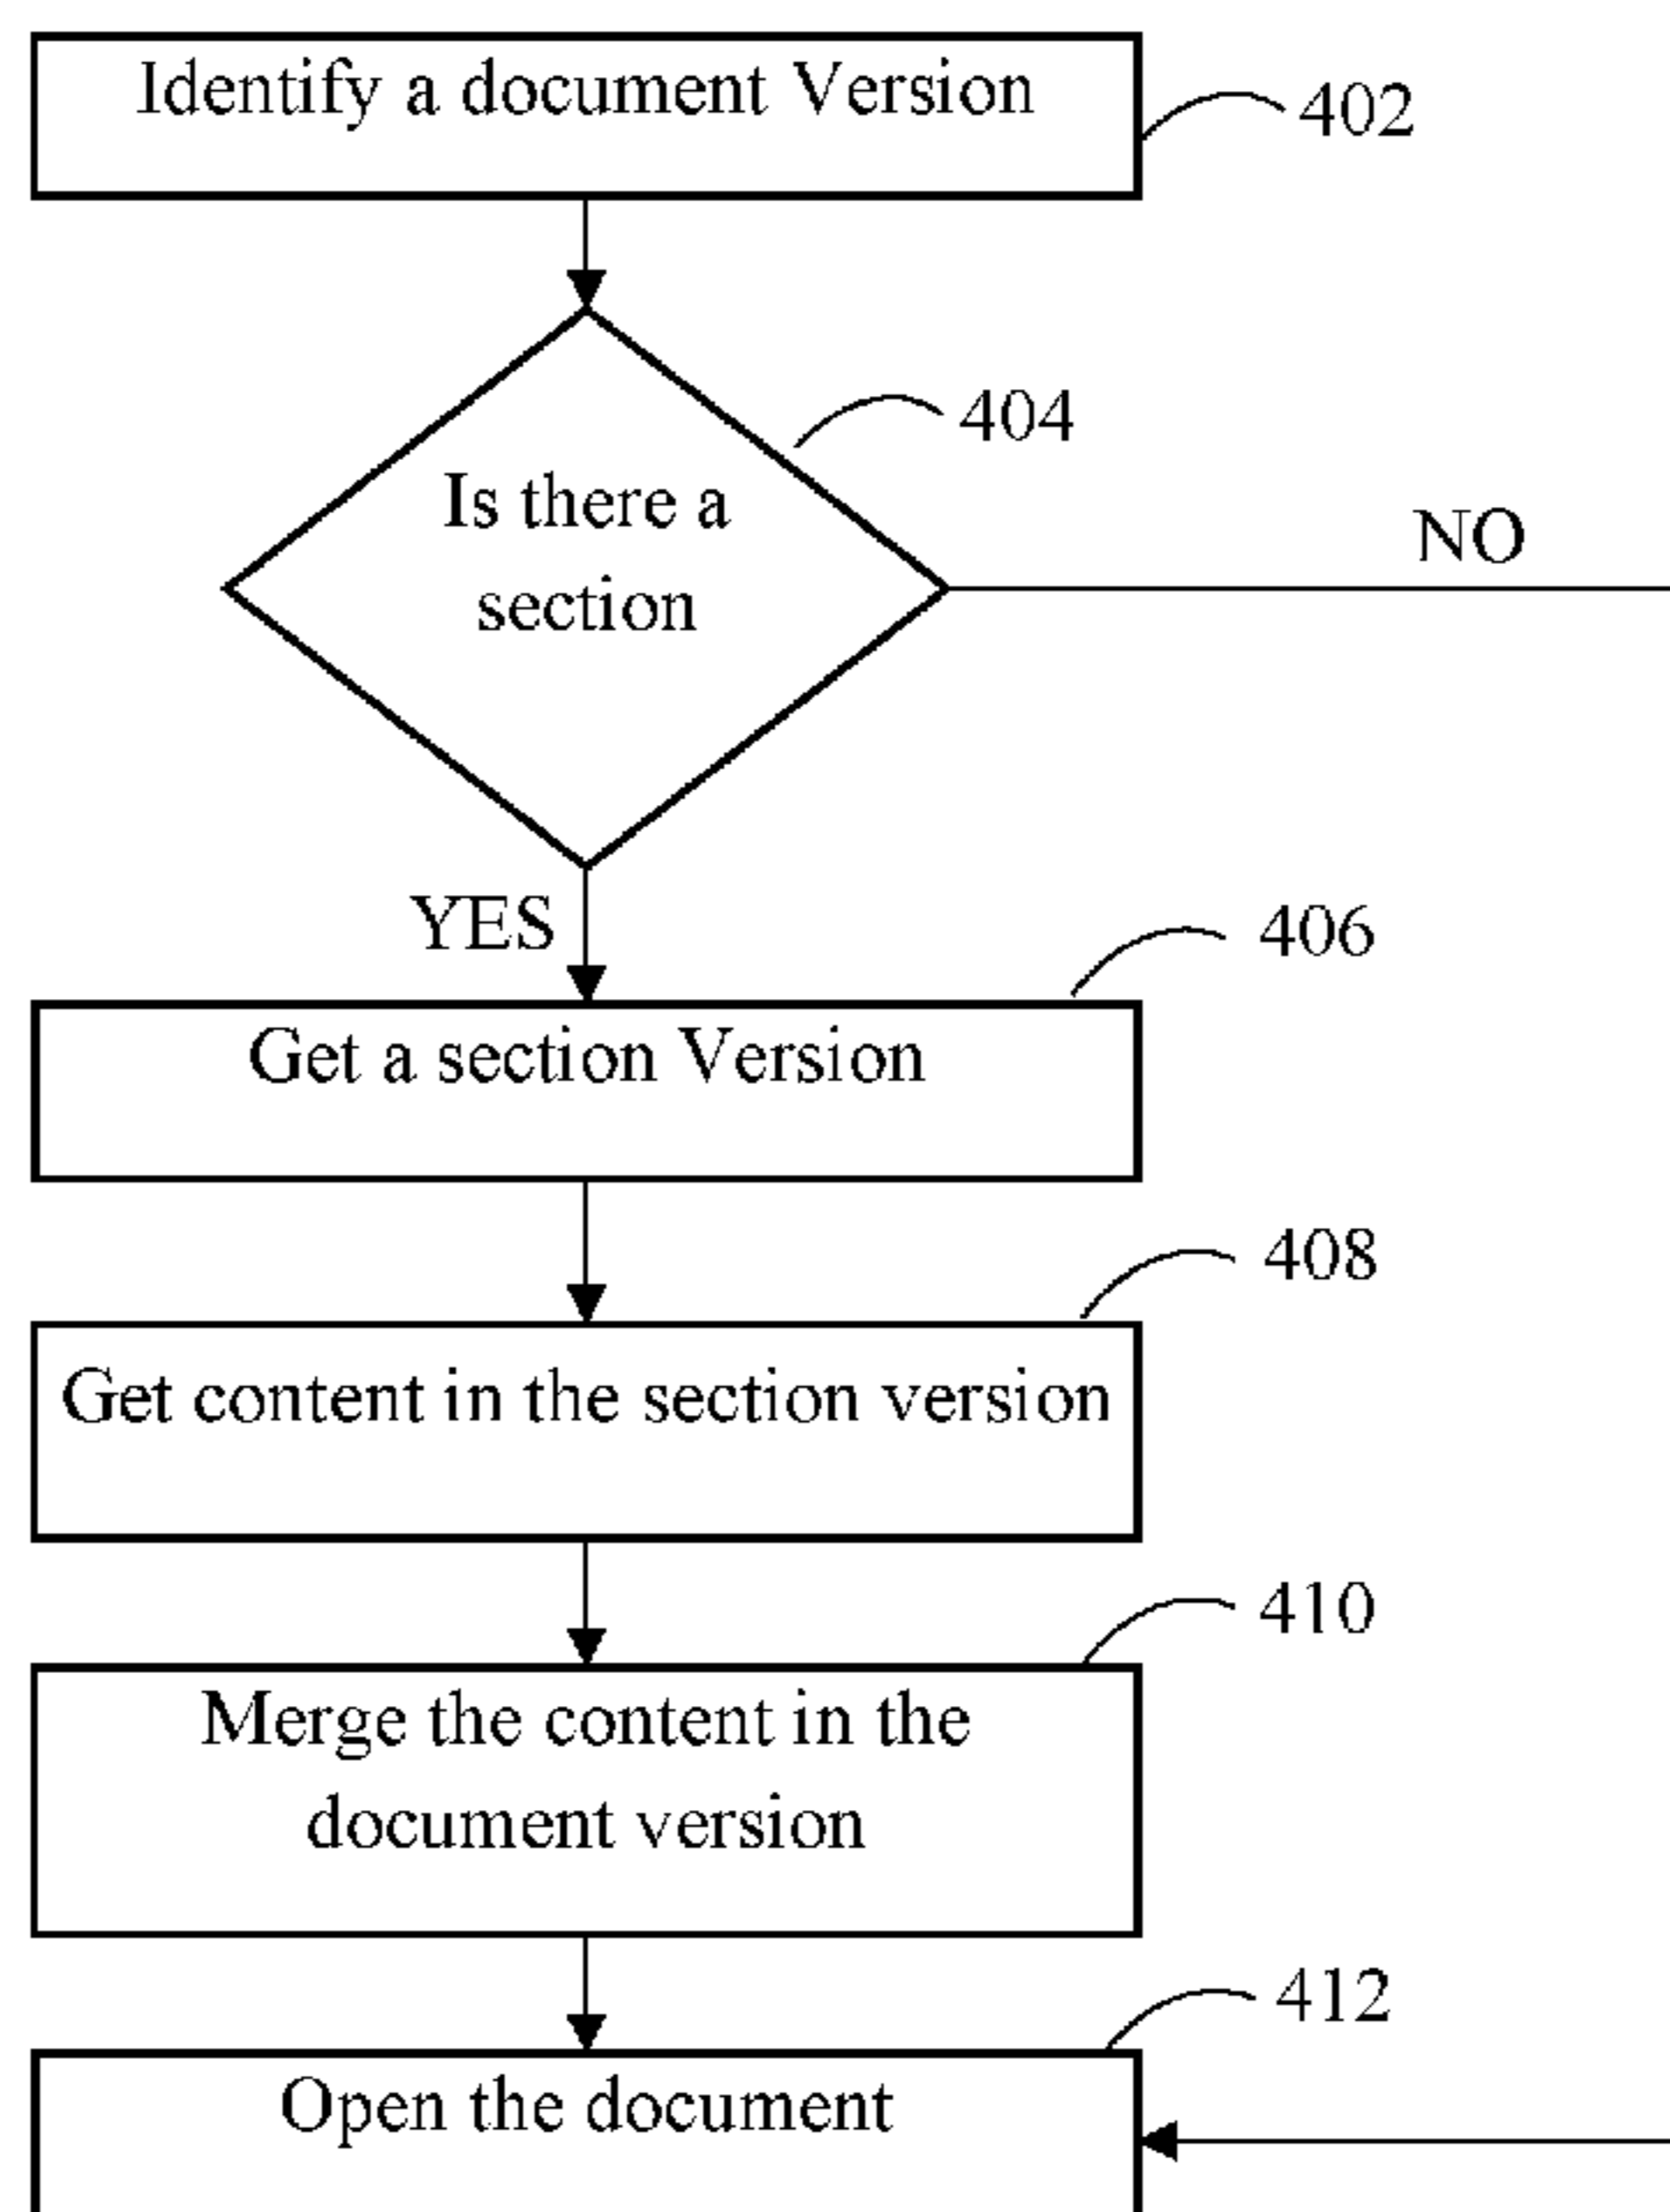 Identify a document Version
402
404
Is there a
section
NO
YES
406
Get a section Version
408
Get content in the section version
410
Merge the content in the
document version
412
Open the document